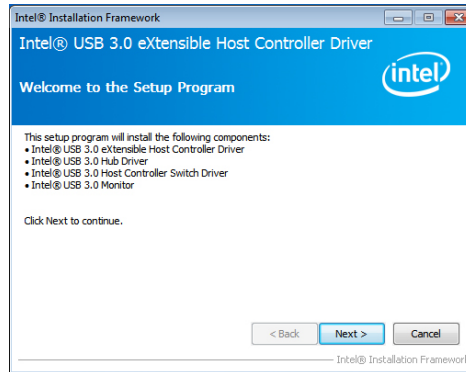 Intel® Installation Framework
Intel® USB 3.0 eXtensible Host Controller Driver
intel
Welcome to the Setup Program
This setup program will install the following components:
• Intel® USB 3.0 eXtensible Host Controller Driver
• Intel® USB 3.0 Hub Driver
• Intel® USB 3.0 Host Controller Switch Driver
• Intel® USB 3.0 Monitor
Click Next to continue.
< Back Next > Cancel
Intel® Installation Framework